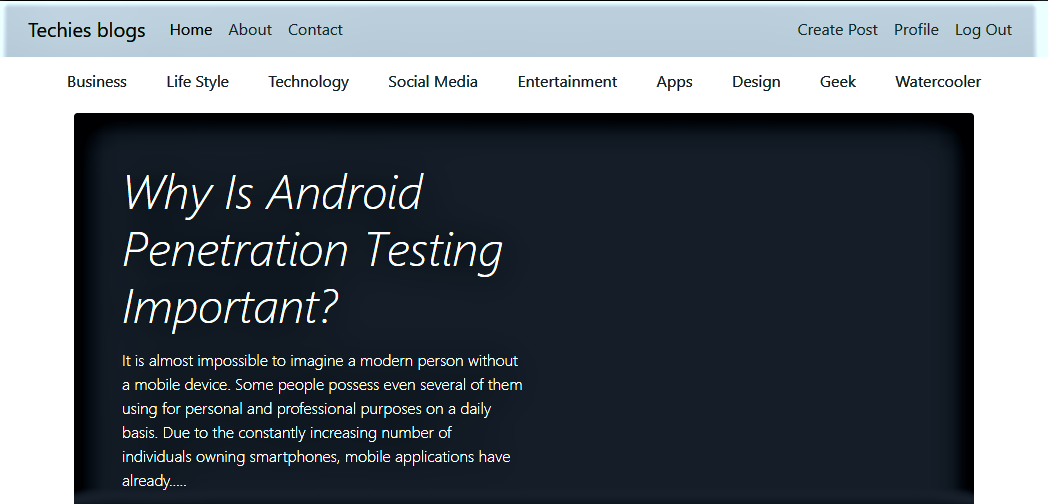 Techies blogs Home About Contact Create Post Profile Log Out
Business Life Style Technology Social Media Entertainment Apps Design Geek Watercooler
Why Is Android
Penetration Testing
Important?
It is almost impossible to imagine a modern person without
a mobile device. Some people possess even several of them
using for personal and professional purposes on a daily
basis. Due to the constantly increasing number of
individuals owning smartphones, mobile applications have
already.....